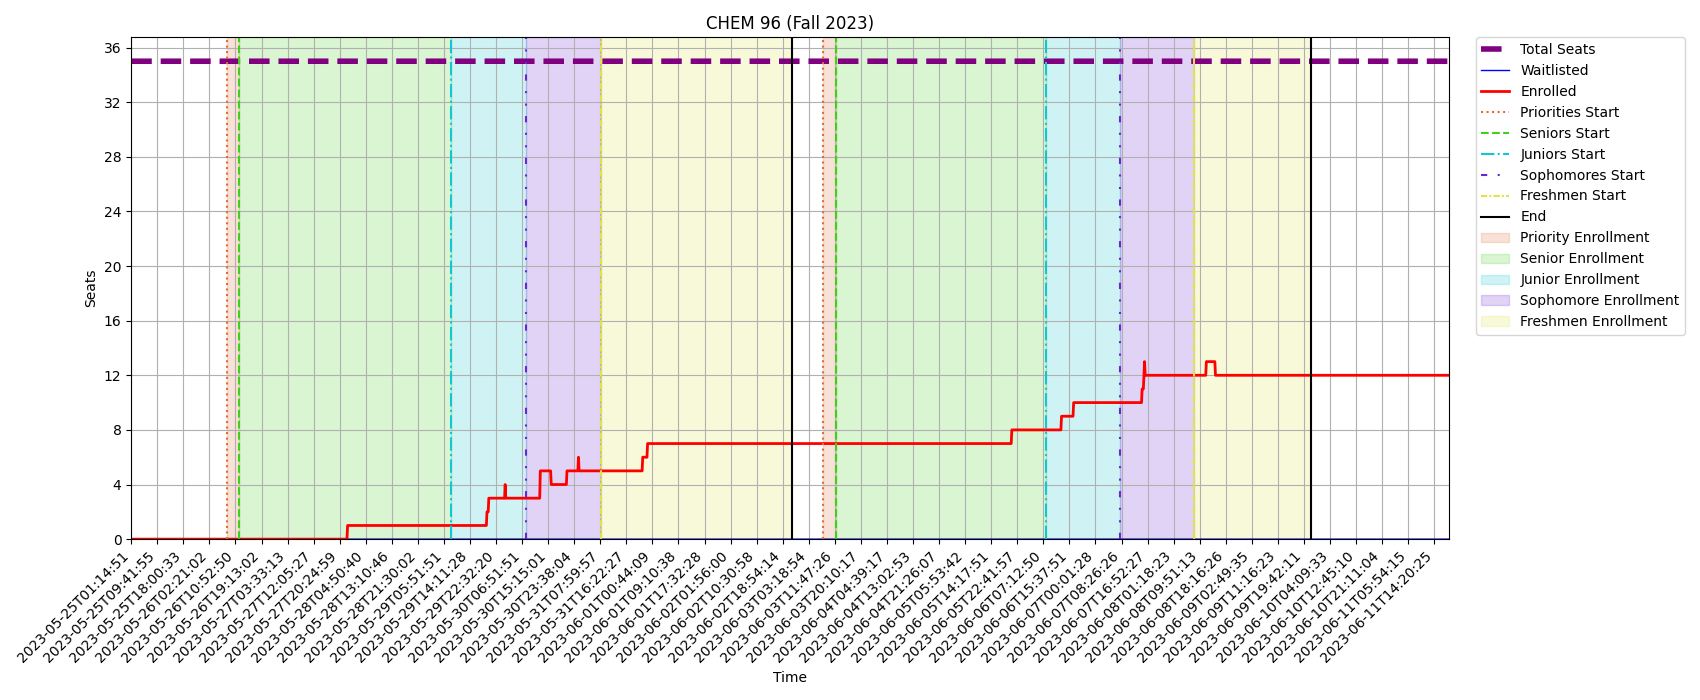 CHEM 96 (Fall 2023)
36
32
28
24
20
16
12
8
4
0
Seats
2023-05-25T01:14:51
2023-05-25T09:41:55
2023-05-25T18:00:33
2023-05-26T02:21:02
2023-05-26T10:52:50
2023-05-26T19:13:02
2023-05-27T03:33:13
2023-05-27T12:05:27
2023-05-27T20:24:59
2023-05-28T04:50:40
2023-05-28T13:10:46
2023-05-28T21:30:02
2023-05-29T05:51:51
2023-05-29T14:11:28
2023-05-29T22:32:20
2023-05-30T06:51:51
2023-05-30T15:15:01
2023-05-30T23:38:04
2023-05-31T07:59:57
2023-05-31T16:22:27
2023-06-01T00:44:09
2023-06-01T09:10:38
2023-06-01T17:32:28
2023-06-02T01:56:00
2023-06-02T10:30:58
2023-06-02T18:54:14
2023-06-03T03:18:54
2023-06-03T11:47:26
2023-06-03T20:10:17
2023-06-04T04:39:17
2023-06-04T13:02:53
2023-06-04T21:26:07
2023-06-05T05:53:42
2023-06-05T14:17:51
2023-06-05T22:41:57
2023-06-06T07:12:50
2023-06-06T15:37:51
2023-06-07T00:01:28
2023-06-07T08:26:26
2023-06-07T16:52:27
2023-06-08T01:18:23
2023-06-08T09:51:13
2023-06-08T18:16:26
2023-06-09T02:49:35
2023-06-09T11:16:23
2023-06-09T19:42:11
2023-06-10T04:09:33
2023-06-10T12:45:10
2023-06-10T21:11:04
2023-06-11T05:54:15
2023-06-11T14:20:25
Time
Total Seats
Waitlisted
Enrolled
Priorities Start
Seniors Start
Juniors Start
Sophomores Start
Freshmen Start
End
Priority Enrollment
Senior Enrollment
Junior Enrollment
Sophomore Enrollment
Freshmen Enrollment